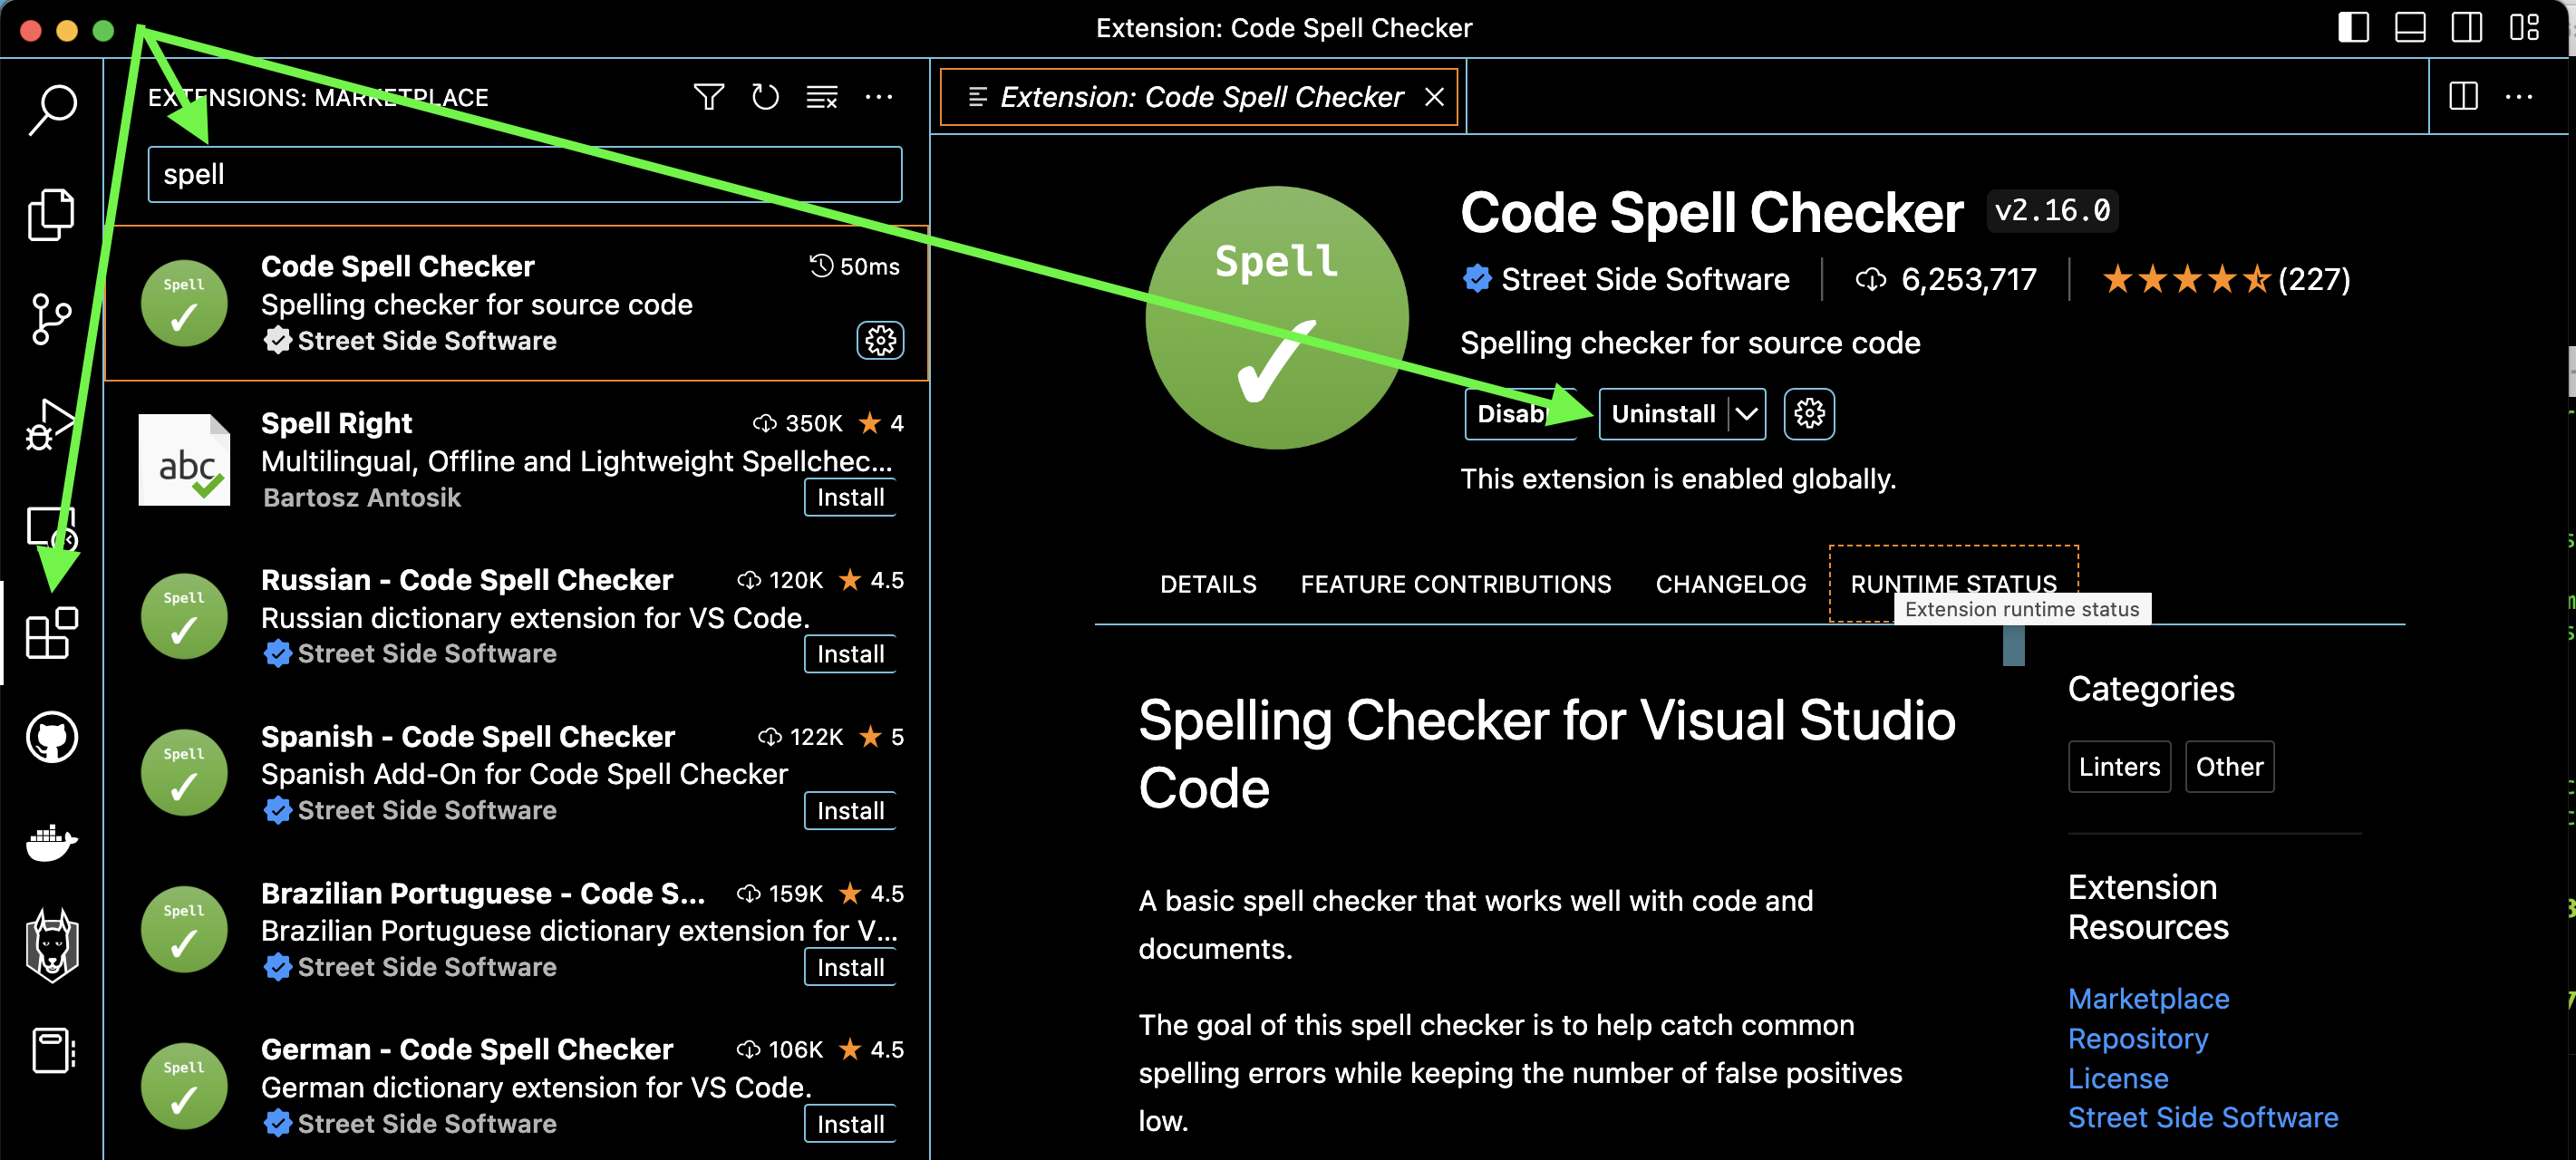 Extension: Code Spell Checker
EXTENSIONS: MARKETPLACE
spell
Code Spell Checker 50ms
Spelling checker for source code
Street Side Software
Spell
abc
Spell Right 350K 4
Multilingual, Offline and Lightweight Spellchec...
Bartosz Antosik Install
Spell
Russian - Code Spell Checker 120K 4.5
Russian dictionary extension for VS Code.
Street Side Software Install
Spell
Spanish - Code Spell Checker 122K 5
Spanish Add-On for Code Spell Checker
Street Side Software Install
Spell
Brazilian Portuguese - Code S... 159K 4.5
Brazilian Portuguese dictionary extension for V...
Street Side Software Install
Spell
German - Code Spell Checker 106K 4.5
German dictionary extension for VS Code.
Street Side Software Install
Spell
Extension: Code Spell Checker
Spell
Code Spell Checker v2.16.0
Street Side Software 6,253,717 (227)
Spelling checker for source code
Uninstall
This extension is enabled globally.
DETAILS FEATURE CONTRIBUTIONS CHANGELOG RUNTIME STATUS
Extension runtime status
Spelling Checker for Visual Studio
Code
A basic spell checker that works well with code and
documents.
The goal of this spell checker is to help catch common
spelling errors while keeping the number of false positives
low.
Categories
Linters Other
Extension
Resources
Marketplace
Repository
License
Street Side Software